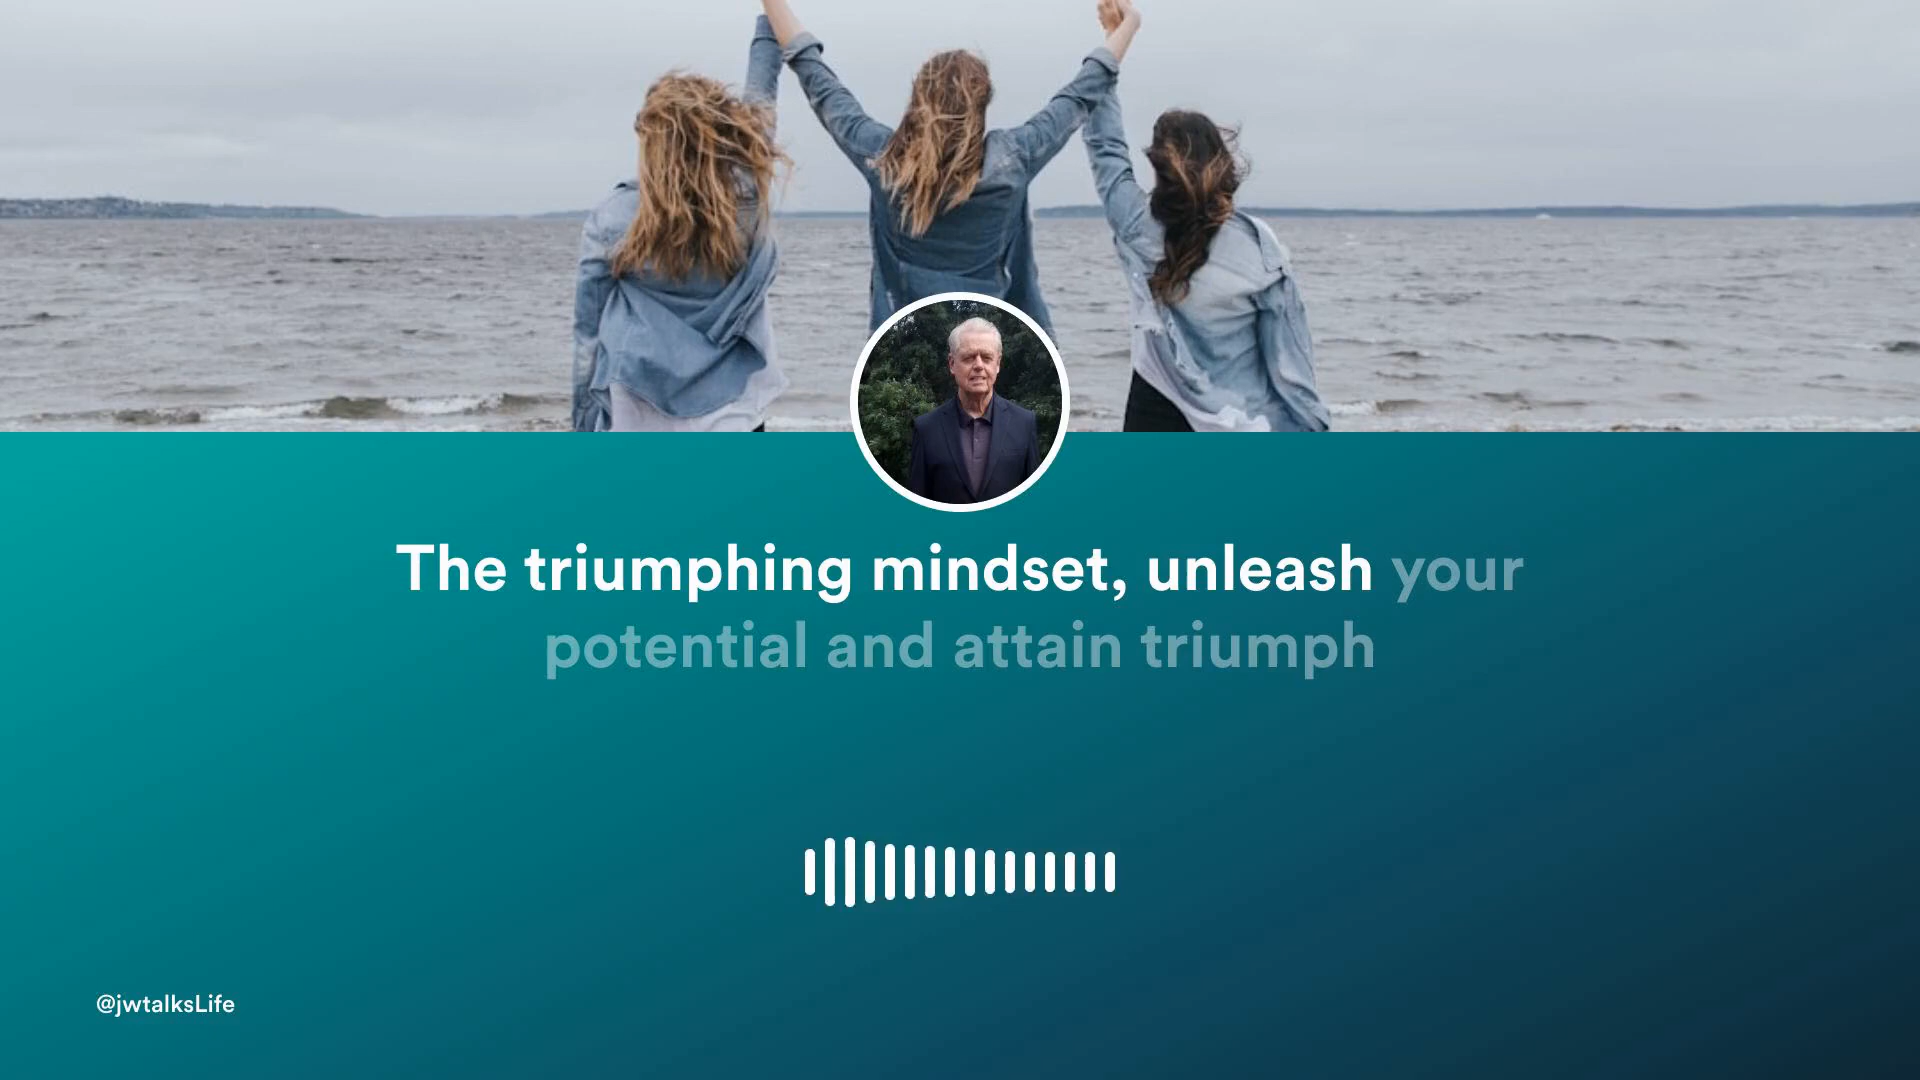 The triumphing mindset, unleash your
potential and attain triumph
@jwtalksLife